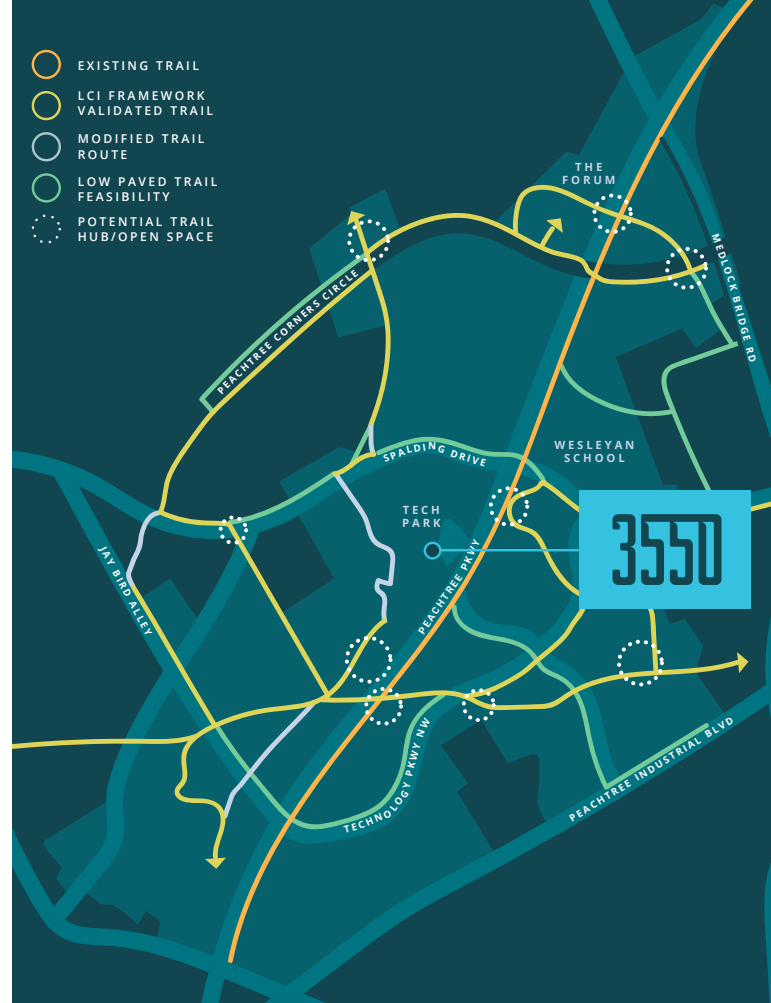 EXISTING TRAIL
LCI FRAMEWORK
VALIDATED TRAIL
MODIFIED TRAIL
ROUTE
LOW PAVED TRAIL
FEASIBILITY
POTENTIAL TRAIL
HUB/OPEN SPACE
THE
FORUM
MEDLOCK BRIDGE RD
PEACHTREE CORNERS CIRCLE
SPALDING DRIVE
WESLEYAN
SCHOOL
TECH
PARK
3550
JAY BIRD ALLEY
PEACHTREE PKWY
TECHNOLOGY PKWY NW
PEACHTREE INDUSTRIAL BLVD